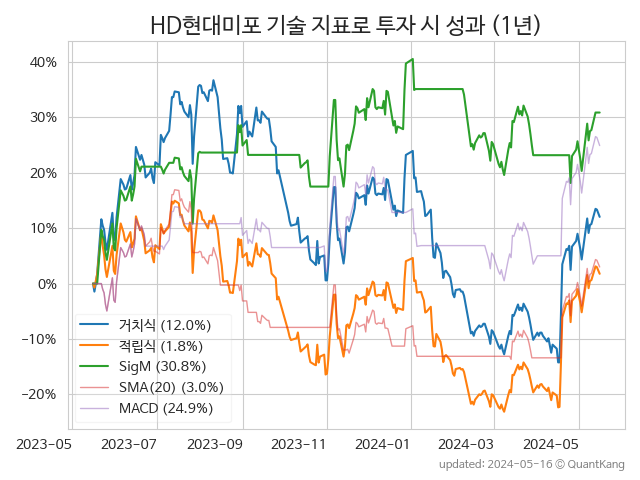 HD현대미포 기술 지표로 투자 시 성과 (1년)
40%
30%
20%
10%
0%
−10%
−20%
거치식 (12.0%)
적립식 (1.8%)
SigM (30.8%)
SMA(20) (3.0%)
MACD (24.9%)
2023-05
2023-07
2023-09
2023-11
2024-01
2024-03
2024-05
updated: 2024-05-16 © QuantKang